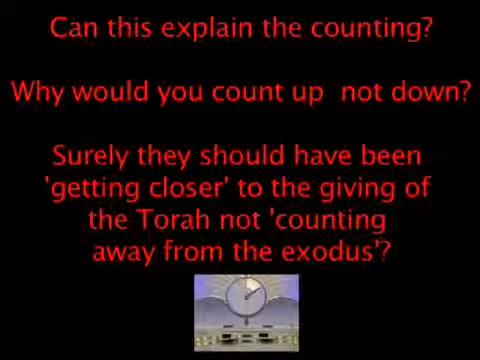 Can this explain the counting?
Why would you count up not down?
Surely they should have been
'getting closer' to the giving of
the Torah not 'counting
away from the exodus'?